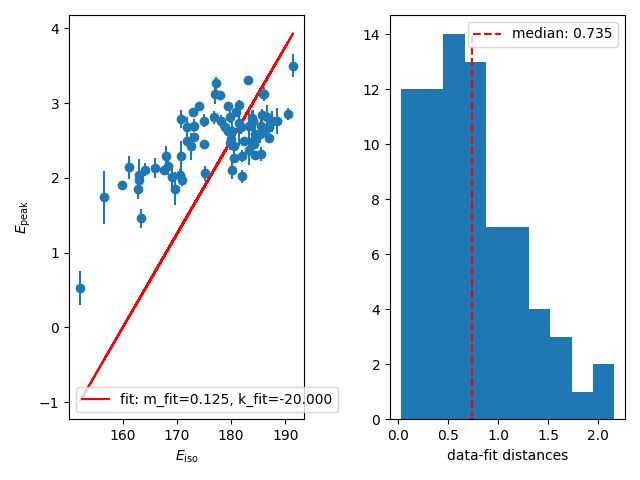 4
3
2
1
0
−1
E_peak
fit: m_fit=0.125, k_fit=-20.000
160 170 180 190
E_iso
14
12
10
8
6
4
2
0
median: 0.735
0.0 0.5 1.0 1.5 2.0
data-fit distances